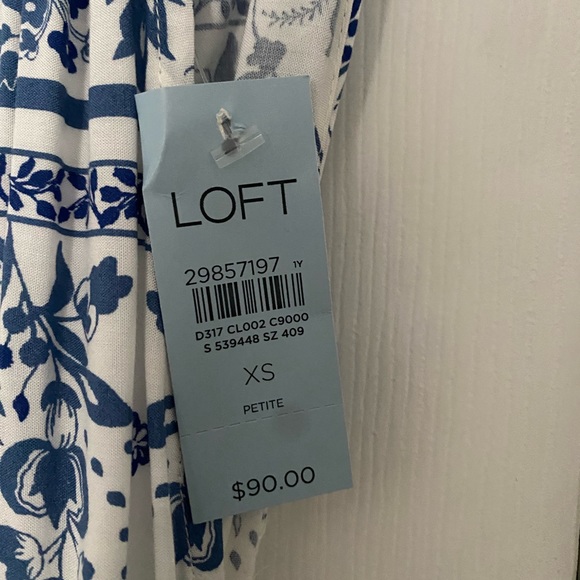 LOFT
29857197 1Y
D317 CL002 C9000
S 539448 SZ 409
XS
PETITE
$90.00